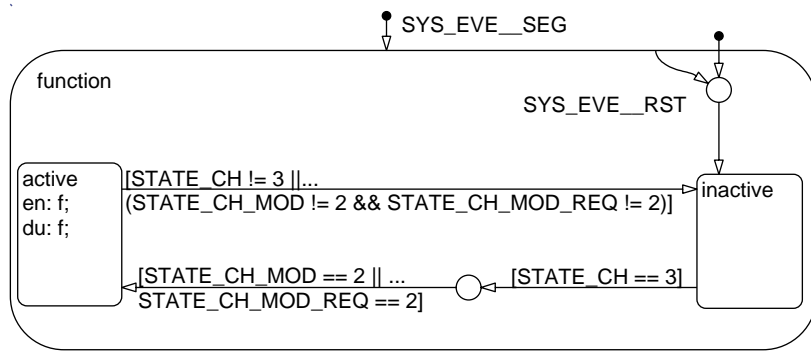 SYS_EVE__SEG
function
SYS_EVE__RST
active
en: f;
du: f;
[STATE_CH != 3 ||...
(STATE_CH_MOD != 2 && STATE_CH_MOD_REQ != 2)]
inactive
[STATE_CH_MOD == 2 || ...
STATE_CH_MOD_REQ == 2]
[STATE_CH == 3]